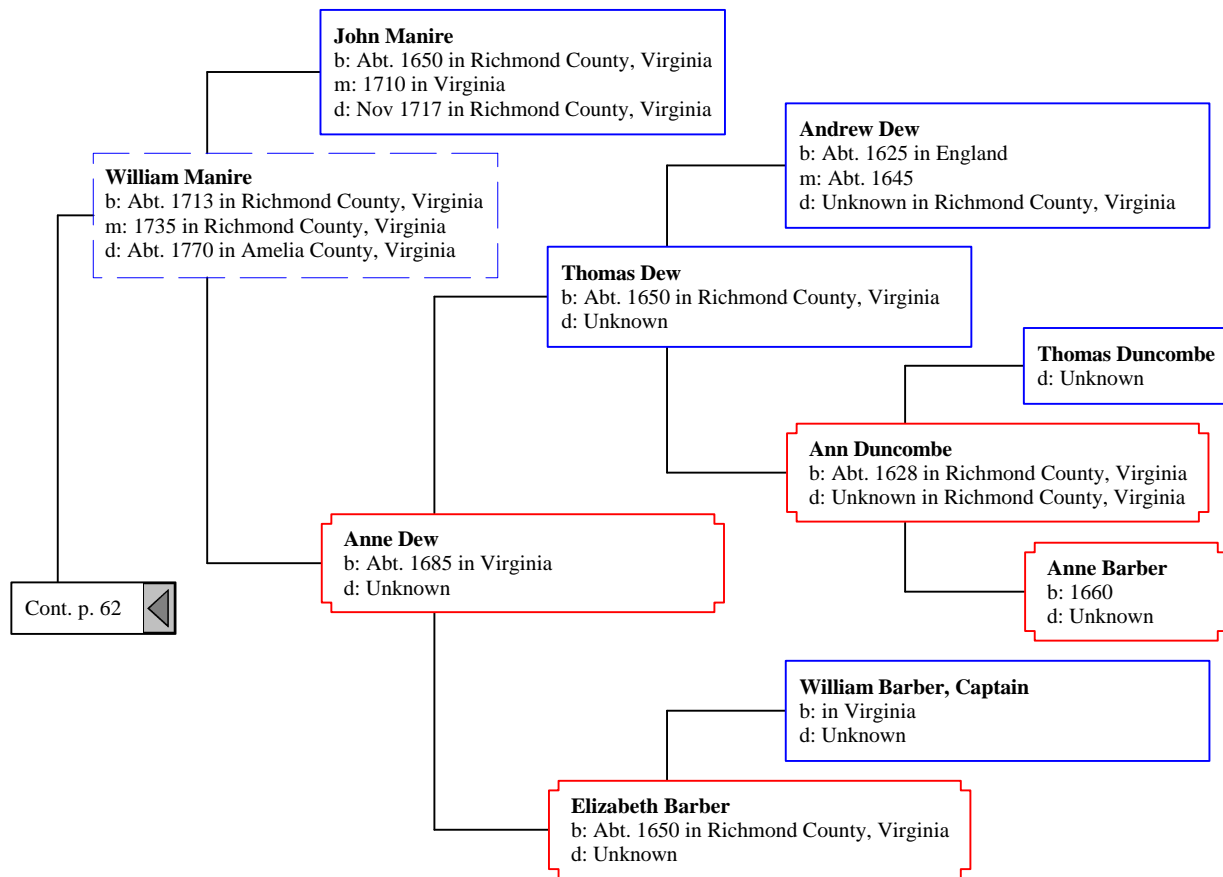 John Manire
b: Abt. 1650 in Richmond County, Virginia
m: 1710 in Virginia
d: Nov 1717 in Richmond County, Virginia
Andrew Dew
b: Abt. 1625 in England
m: Abt. 1645
d: Unknown in Richmond County, Virginia
William Manire
b: Abt. 1713 in Richmond County, Virginia
m: 1735 in Richmond County, Virginia
d: Abt. 1770 in Amelia County, Virginia
Thomas Dew
b: Abt. 1650 in Richmond County, Virginia
d: Unknown
Thomas Duncombe
d: Unknown
Ann Duncombe
b: Abt. 1628 in Richmond County, Virginia
d: Unknown in Richmond County, Virginia
Anne Dew
b: Abt. 1685 in Virginia
d: Unknown
Anne Barber
b: 1660
d: Unknown
Cont. p. 62
William Barber, Captain
b: in Virginia
d: Unknown
Elizabeth Barber
b: Abt. 1650 in Richmond County, Virginia
d: Unknown